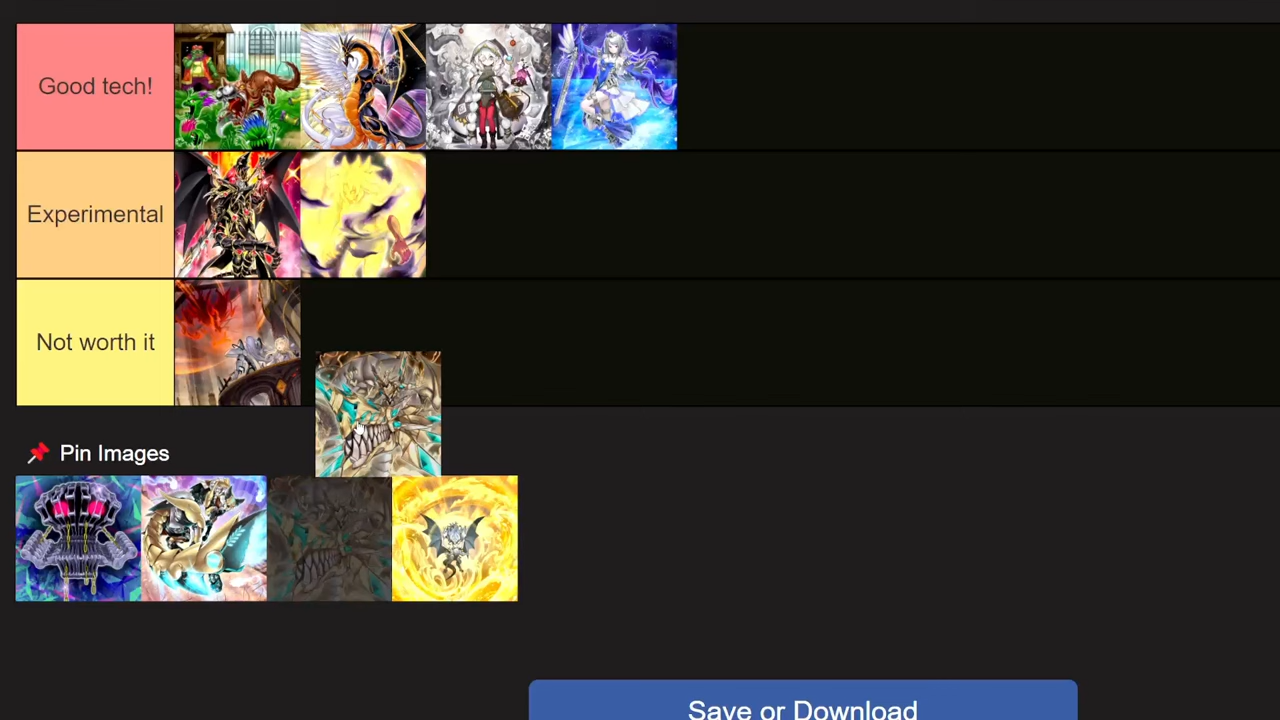 Good tech!
Experimental
Not worth it
Pin Images
Save or Download